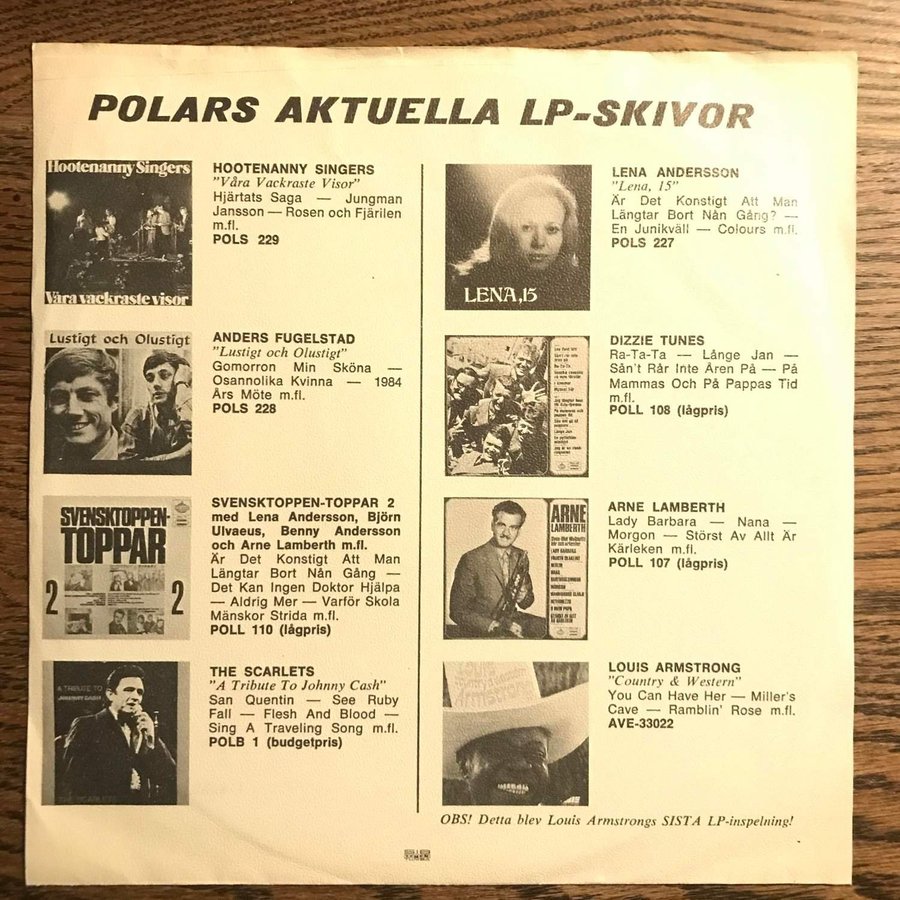 POLARS AKTUELLA LP-SKIVOR
Hootenanny Singers
Våra vackraste visor
HOOTENANNY SINGERS
"Våra Vackraste Visor"
Hjärtats Saga — Jungman
Jansson — Rosen och Fjärilen
m.fl.
POLS 229
Lustigt och Olustigt
ANDERS FUGELSTAD
"Lustigt och Olustigt"
Gomorron Min Sköna —
Osannolika Kvinna — 1984
Års Möte m.fl.
POLS 228
SVENSKTOPPEN-
TOPPAR
2 2
SVENSKTOPPEN-TOPPAR 2
med Lena Andersson, Björn
Ulvaeus, Benny Andersson
och Arne Lamberth m.fl.
Är Det Konstigt Att Man
Längtar Bort Nån Gång —
Det Kan Ingen Doktor Hjälpa
— Aldrig Mer — Varför Skola
Mänskor Strida m.fl.
POLL 110 (lågpris)
A TRIBUTE TO
JOHNNY CASH
THE SCARLETS
"A Tribute To Johnny Cash"
San Quentin — See Ruby
Fall — Flesh And Blood —
Sing A Traveling Song m.fl.
POLB 1 (budgetpris)
LENA,15
LENA ANDERSSON
"Lena, 15"
Är Det Konstigt Att Man
Längtar Bort Nån Gång? —
En Junikväll — Colours m.fl.
POLS 227
DIZZIE TUNES
Ra-Ta-Ta — Långe Jan —
Sån't Rår Inte Ären På — På
Mammas Och På Pappas Tid
m.fl.
POLL 108 (lågpris)
ARNE
LAMBERTH
LADY BARBARA
ARNE LAMBERTH
Lady Barbara — Nana —
Morgon — Störst Av Allt Är
Kärleken m.fl.
POLL 107 (lågpris)
LOUIS ARMSTRONG
"Country & Western"
You Can Have Her — Miller's
Cave — Ramblin' Rose m.fl.
AVE-33022
OBS! Detta blev Louis Armstrongs SISTA LP-inspelning!